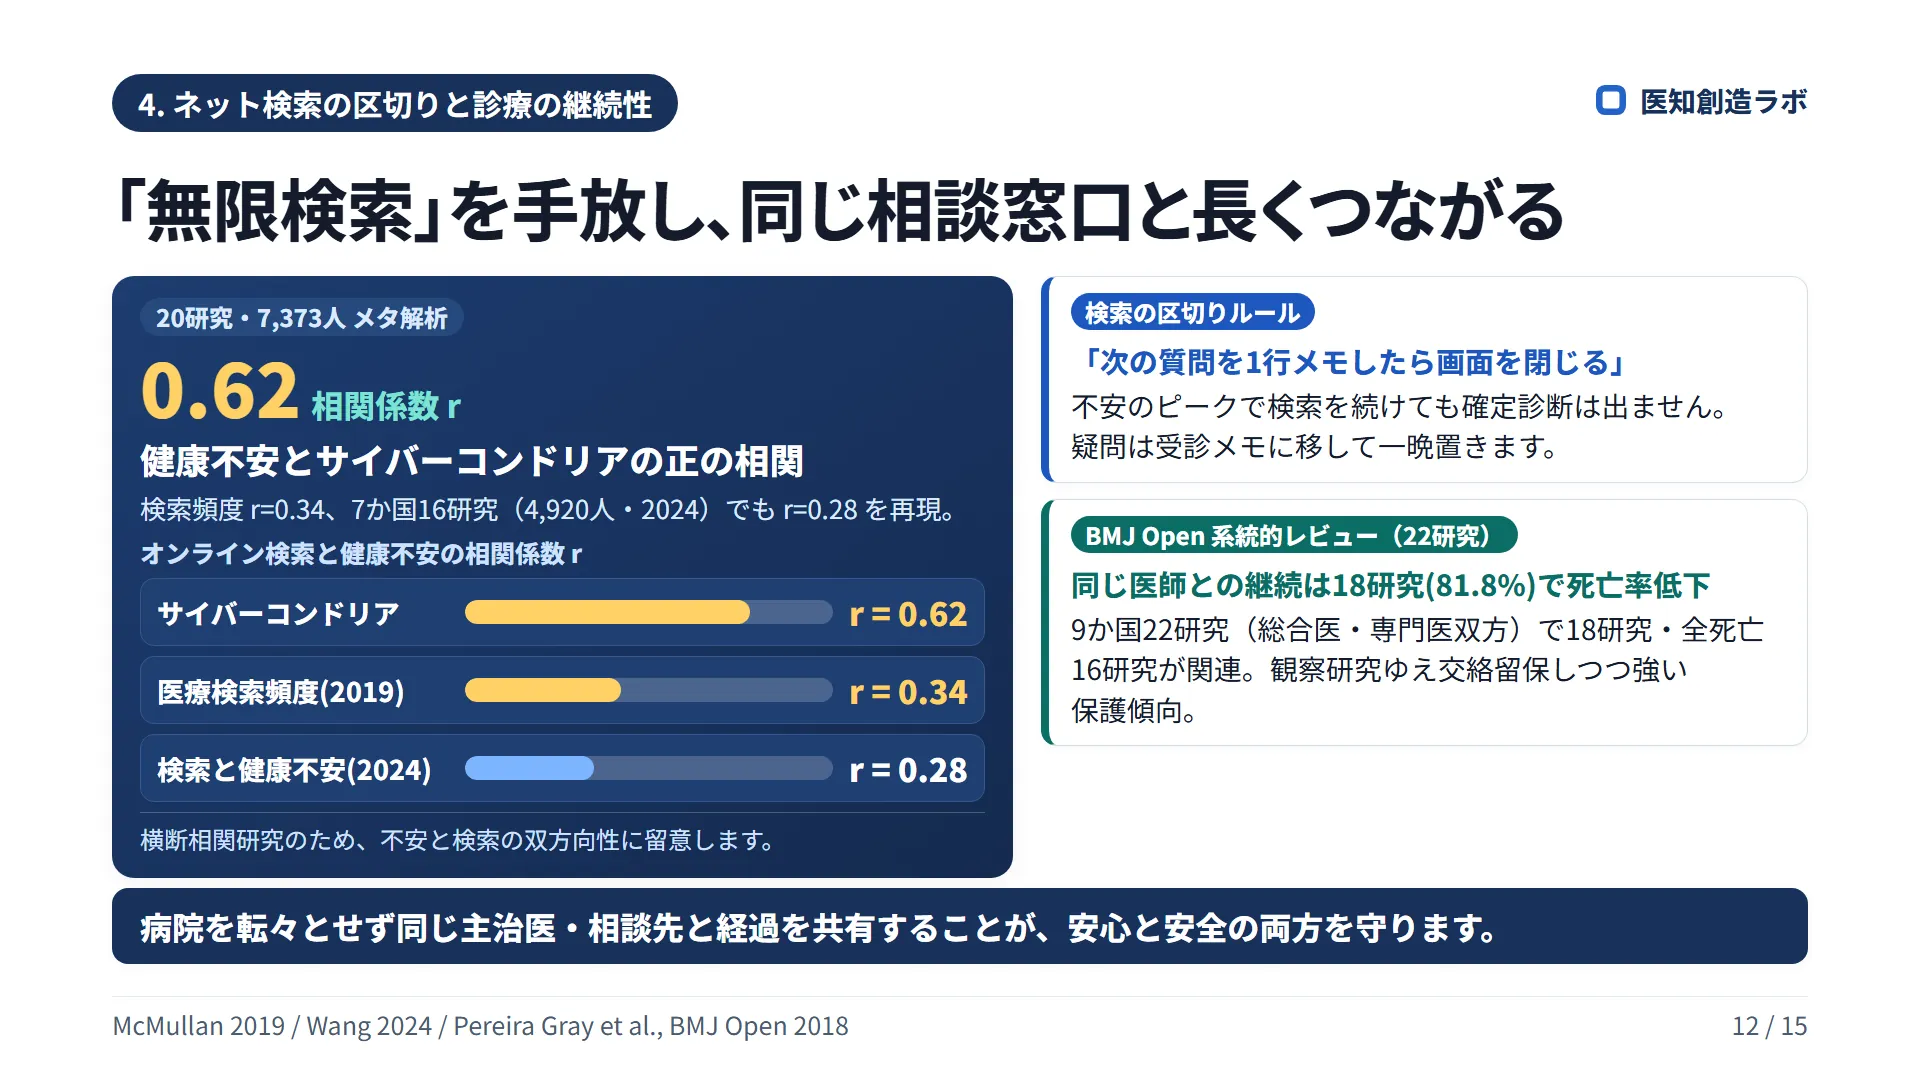 4. ネット検索の区切りと診療の継続性
医知創造ラボ
「無限検索」を手放し、同じ相談窓口と長くつながる
20研究・7,373人 メタ解析
0.62 相関係数 r
健康不安とサイバーコンドリアの正の相関
検索頻度 r=0.34、7か国16研究（4,920人・2024）でも r=0.28 を再現。
オンライン検索と健康不安の相関係数 r
サイバーコンドリア r = 0.62
医療検索頻度(2019) r = 0.34
検索と健康不安(2024) r = 0.28
横断相関研究のため、不安と検索の双方向性に留意します。
検索の区切りルール
「次の質問を1行メモしたら画面を閉じる」
不安のピークで検索を続けても確定診断は出ません。
疑問は受診メモに移して一晩置きます。
BMJ Open 系統的レビュー（22研究）
同じ医師との継続は18研究(81.8%)で死亡率低下
9か国22研究（総合医・専門医双方）で18研究・全死亡
16研究が関連。観察研究ゆえ交絡留保しつつ強い
保護傾向。
病院を転々とせず同じ主治医・相談先と経過を共有することが、安心と安全の両方を守ります。
McMullan 2019 / Wang 2024 / Pereira Gray et al., BMJ Open 2018
12 / 15